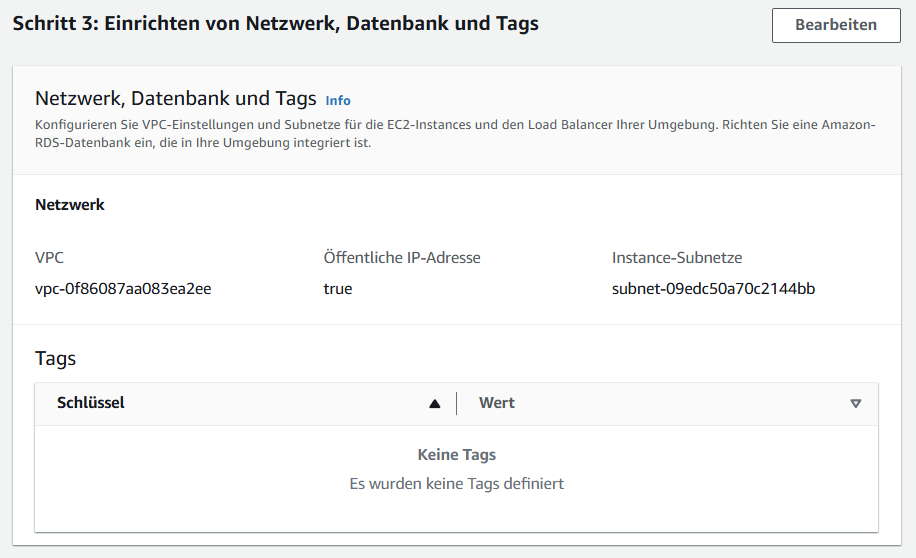 Schritt 3: Einrichten von Netzwerk, Datenbank und Tags
Bearbeiten
Netzwerk, Datenbank und Tags Info
Konfigurieren Sie VPC-Einstellungen und Subnetze für die EC2-Instances und den Load Balancer Ihrer Umgebung. Richten Sie eine Amazon-
RDS-Datenbank ein, die in Ihre Umgebung integriert ist.
Netzwerk
VPC
vpc-0f86087aa083ea2ee
Öffentliche IP-Adresse
true
Instance-Subnetze
subnet-09edc50a70c2144bb
Tags
Schlüssel
Wert
Keine Tags
Es wurden keine Tags definiert